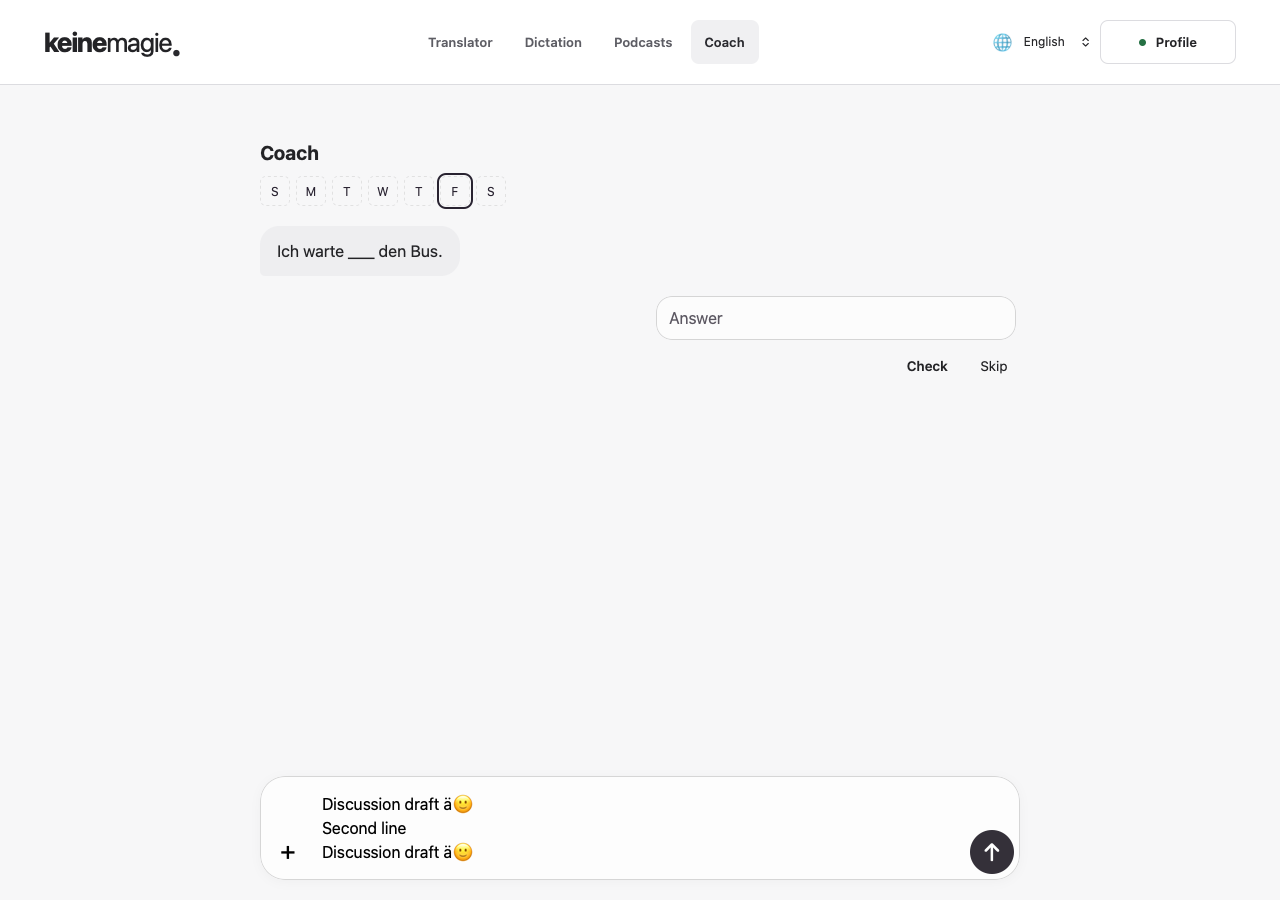 keinemagie.
Translator
Dictation
Podcasts
Coach
English
Profile
Coach
S M T W T F S
Ich warte ____ den Bus.
Answer
Check
Skip
Discussion draft ä🙂
Second line
Discussion draft ä🙂